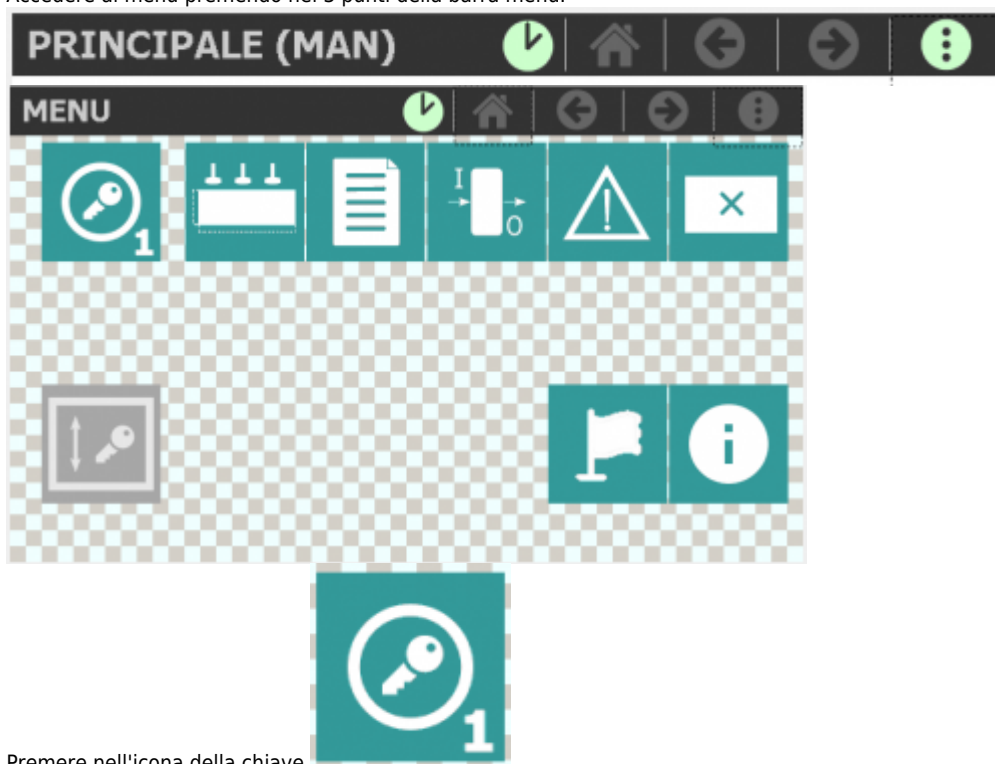 Accedere al menu premendo nei 3 punti della barra menu.
PRINCIPALE (MAN)
MENU
1
I
O
i
1
Premere nell'icona della chiave